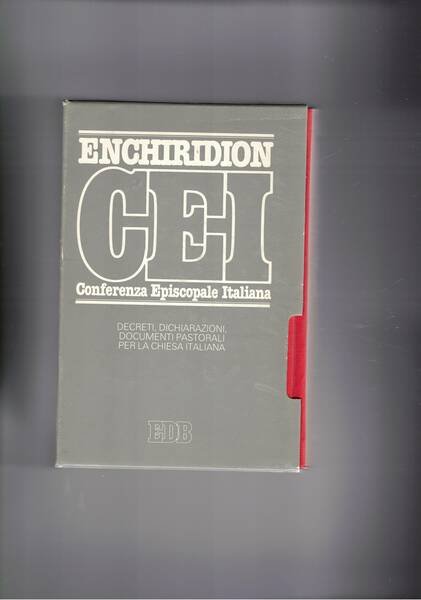 ENCHIRIDION
CEI
Conferenza Episcopale Italiana
DECRETI, DICHIARAZIONI,
DOCUMENTI PASTORALI
PER LA CHIESA ITALIANA
EDB